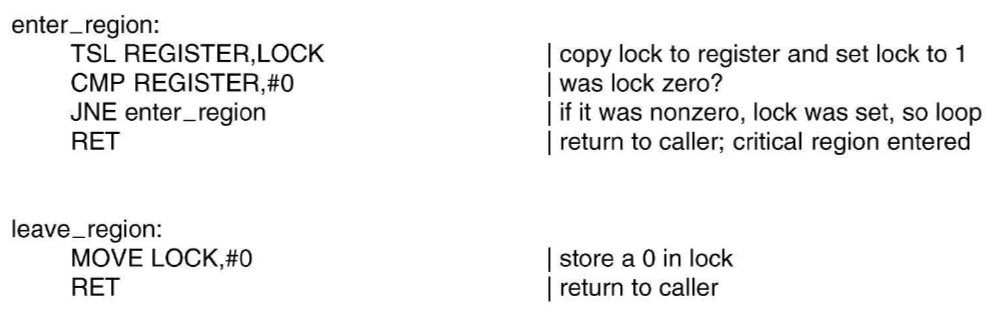 enter_region:
TSL REGISTER,LOCK | copy lock to register and set lock to 1
CMP REGISTER,#0 | was lock zero?
JNE enter_region | if it was nonzero, lock was set, so loop
RET | return to caller; critical region entered
leave_region:
MOVE LOCK,#0 | store a 0 in lock
RET | return to caller